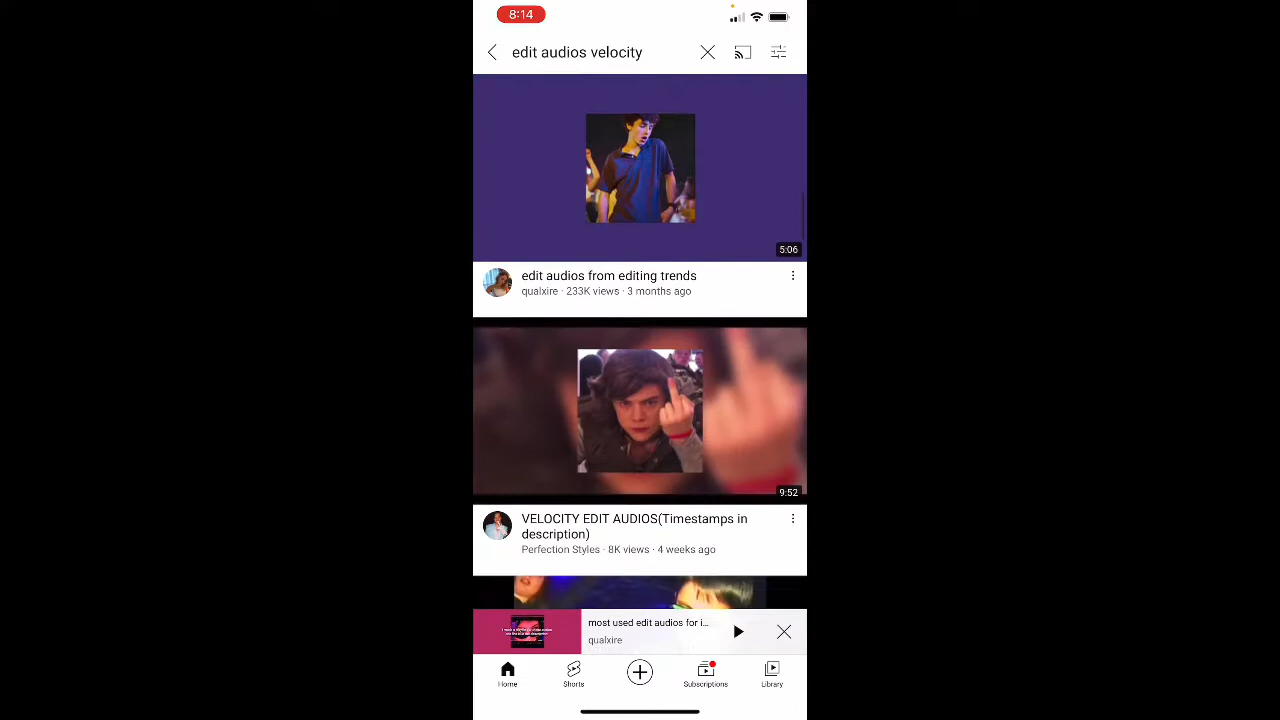 8:14
edit audios velocity
5:06
edit audios from editing trends
qualxire · 233K views · 3 months ago
9:52
VELOCITY EDIT AUDIOS(Timestamps in
description)
Perfection Styles · 8K views · 4 weeks ago
most used edit audios for i...
qualxire
Home
Shorts
Subscriptions
Library